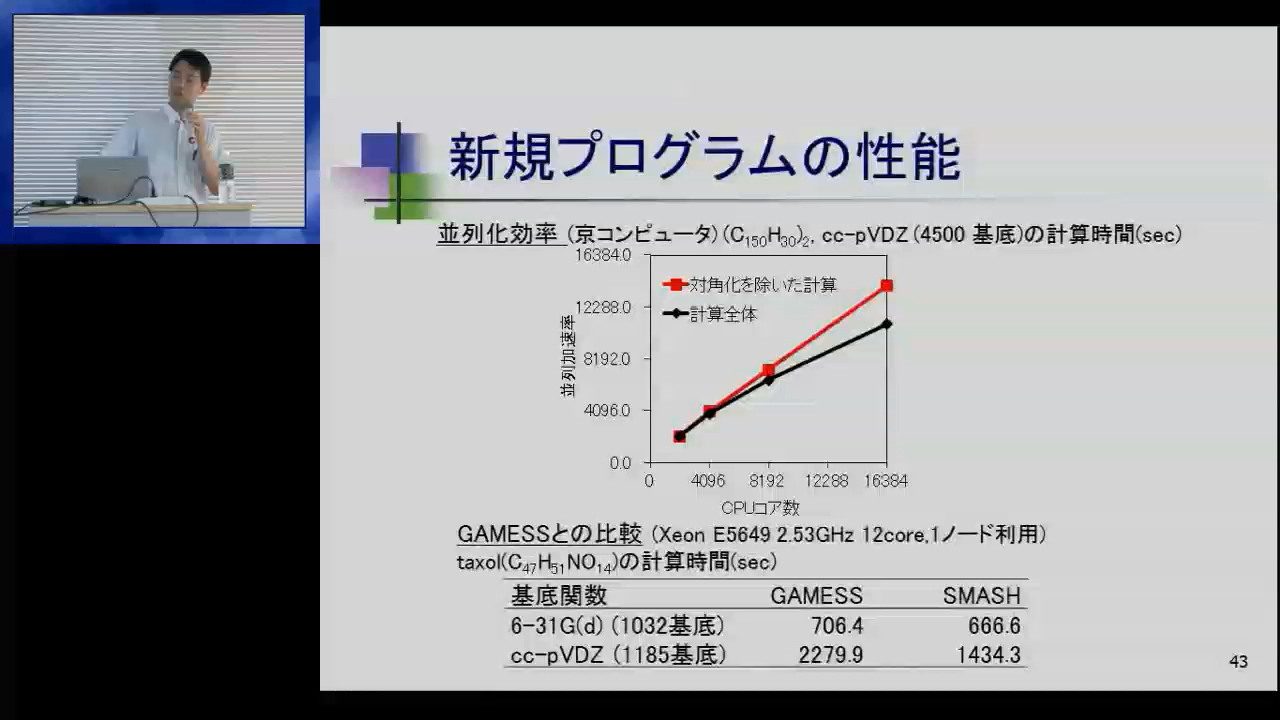 新規プログラムの性能
並列化効率 (京コンピュータ) (C150H30)2, cc-pVDZ (4500 基底)の計算時間(sec)
16384.0
12288.0
8192.0
4096.0
0.0
並列加速率
対角化を除いた計算
計算全体
0 4096 8192 12288 16384
CPUコア数
GAMESSとの比較 (Xeon E5649 2.53GHz 12core,1ノード利用)
taxol(C47H51NO14)の計算時間(sec)
基底関数 GAMESS SMASH
6-31G(d) (1032基底) 706.4 666.6
cc-pVDZ (1185基底) 2279.9 1434.3
43